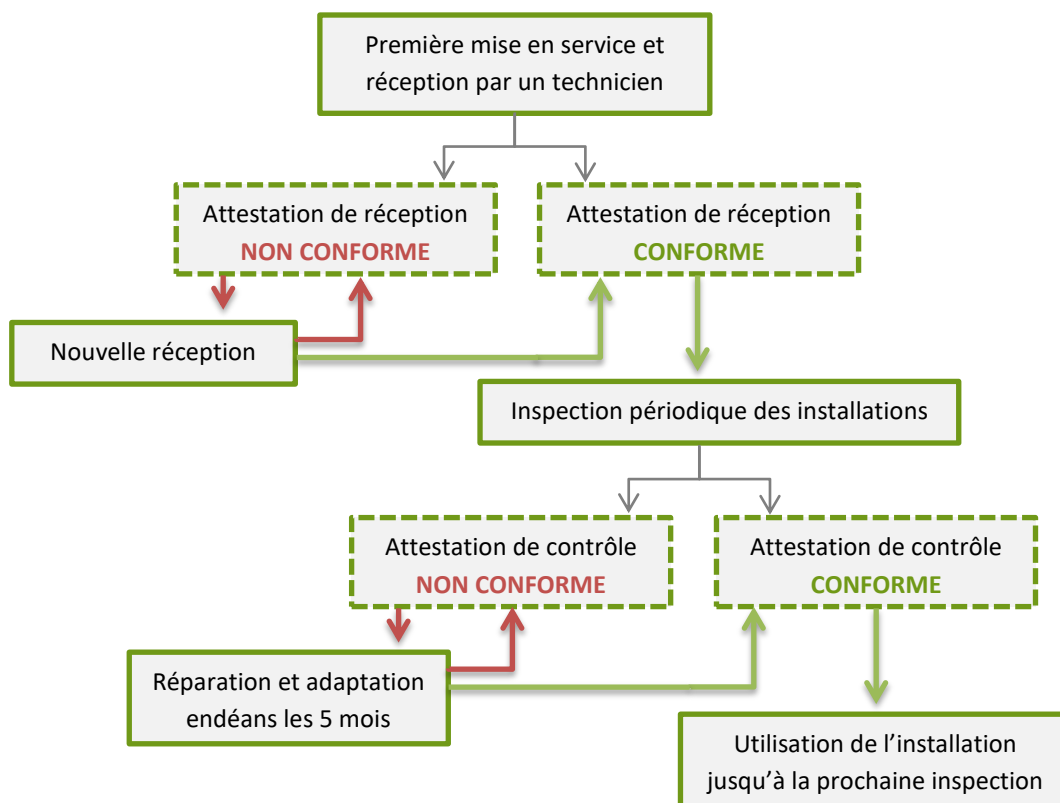 Première mise en service et
réception par un technicien
Attestation de réception
NON CONFORME
Attestation de réception
CONFORME
Nouvelle réception
Inspection périodique des installations
Attestation de contrôle
NON CONFORME
Attestation de contrôle
CONFORME
Réparation et adaptation
endéans les 5 mois
Utilisation de l’installation
jusqu’à la prochaine inspection